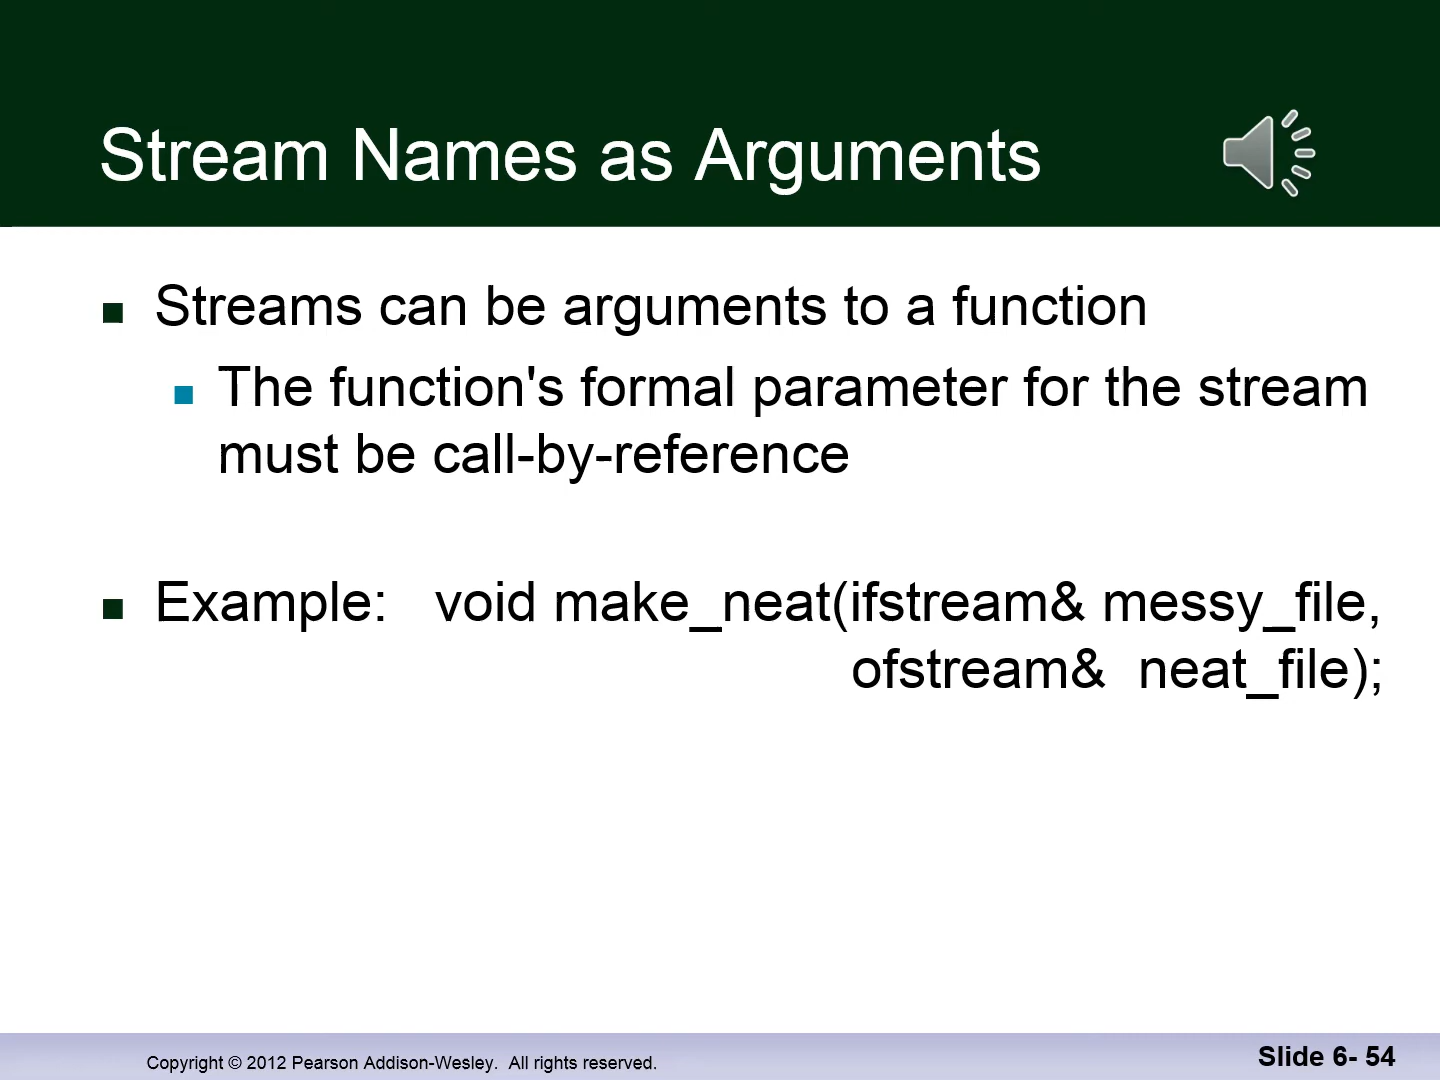 Stream Names as Arguments
Streams can be arguments to a function
The function's formal parameter for the stream
must be call-by-reference
Example: void make_neat(ifstream& messy_file,
ofstream& neat_file);
Copyright © 2012 Pearson Addison-Wesley. All rights reserved.
Slide 6- 54